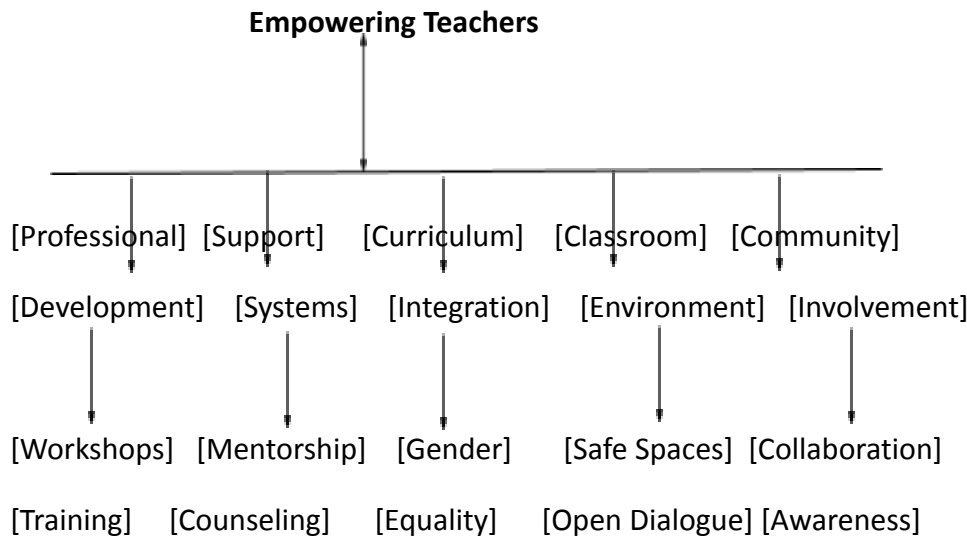 Empowering Teachers
[Professional] [Support] [Curriculum] [Classroom] [Community]
[Development] [Systems] [Integration] [Environment] [Involvement]
[Workshops] [Mentorship] [Gender] [Safe Spaces] [Collaboration]
[Training] [Counseling] [Equality] [Open Dialogue] [Awareness]